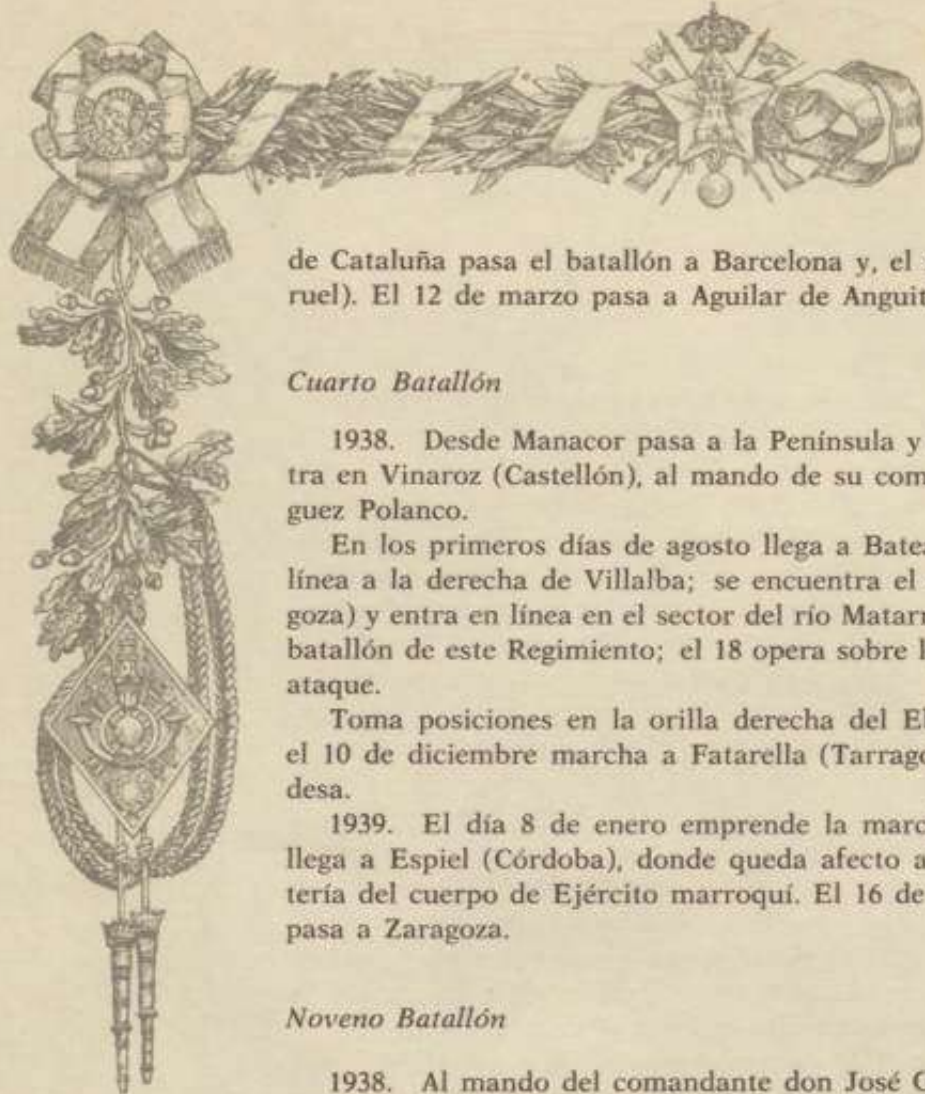 de Cataluña pasa el batallón a Barcelona y, el
ruel). El 12 de marzo pasa a Aguilar de Anguit
Cuarto Batallón
1938. Desde Manacor pasa a la Península y
tra en Vinaroz (Castellón), al mando de su com
guez Polanco.
En los primeros días de agosto llega a Batea
línea a la derecha de Villalba; se encuentra el
goza) y entra en línea en el sector del río Matarr
batallón de este Regimiento; el 18 opera sobre l
ataque.
Toma posiciones en la orilla derecha del E
el 10 de diciembre marcha a Fatarella (Tarrago
desa.
1939. El día 8 de enero emprende la marc
llega a Espiel (Córdoba), donde queda afecto a
tería del cuerpo de Ejército marroquí. El 16 de
pasa a Zaragoza.
Noveno Batallón
1938. Al mando del comandante don José